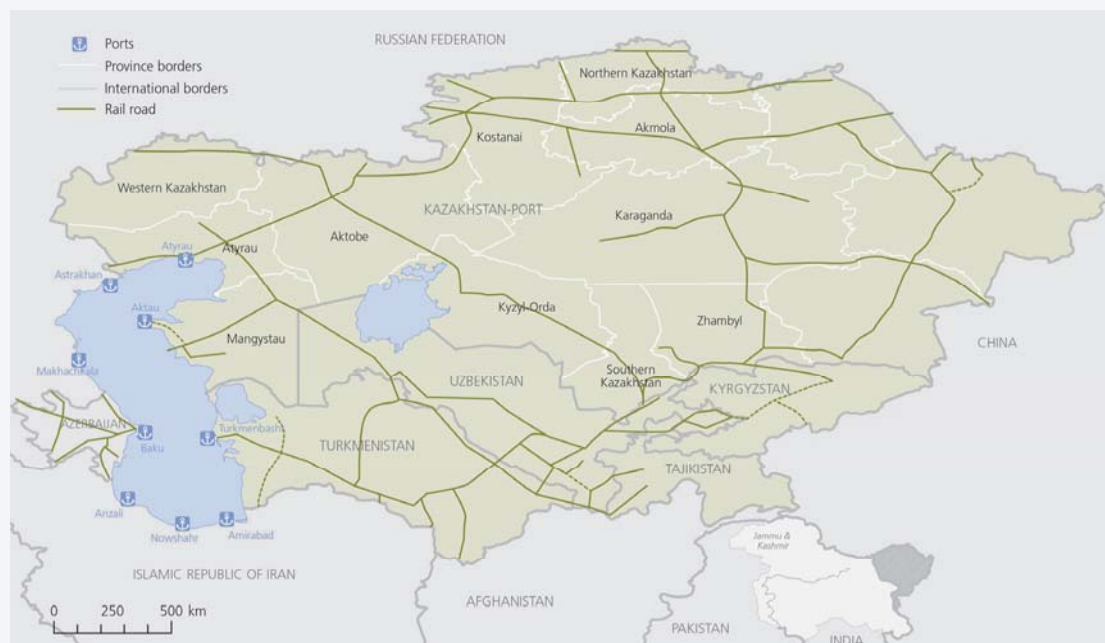 RUSSIAN FEDERATION
Ports
Province borders
International borders
Rail road
Northern Kazakhstan
Akmola
Kostanai
Western Kazakhstan
KAZAKHSTAN-PORT
Karaganda
Aktobe
Atyrau
Atyrau
Astrakhan
Aktau
Kyzyl-Orda
Zhambyl
Mangystau
CHINA
Makhachkala
Southern
Kazakhstan
UZBEKISTAN
KYRGYZSTAN
AZERBAIJAN
Turkmenbashi
Baku
TURKMENISTAN
TAJIKISTAN
Anzali
Nowshahr
Amirabad
Jammu &
Kashmir
ISLAMIC REPUBLIC OF IRAN
AFGHANISTAN
PAKISTAN
INDIA
0 250 500 km